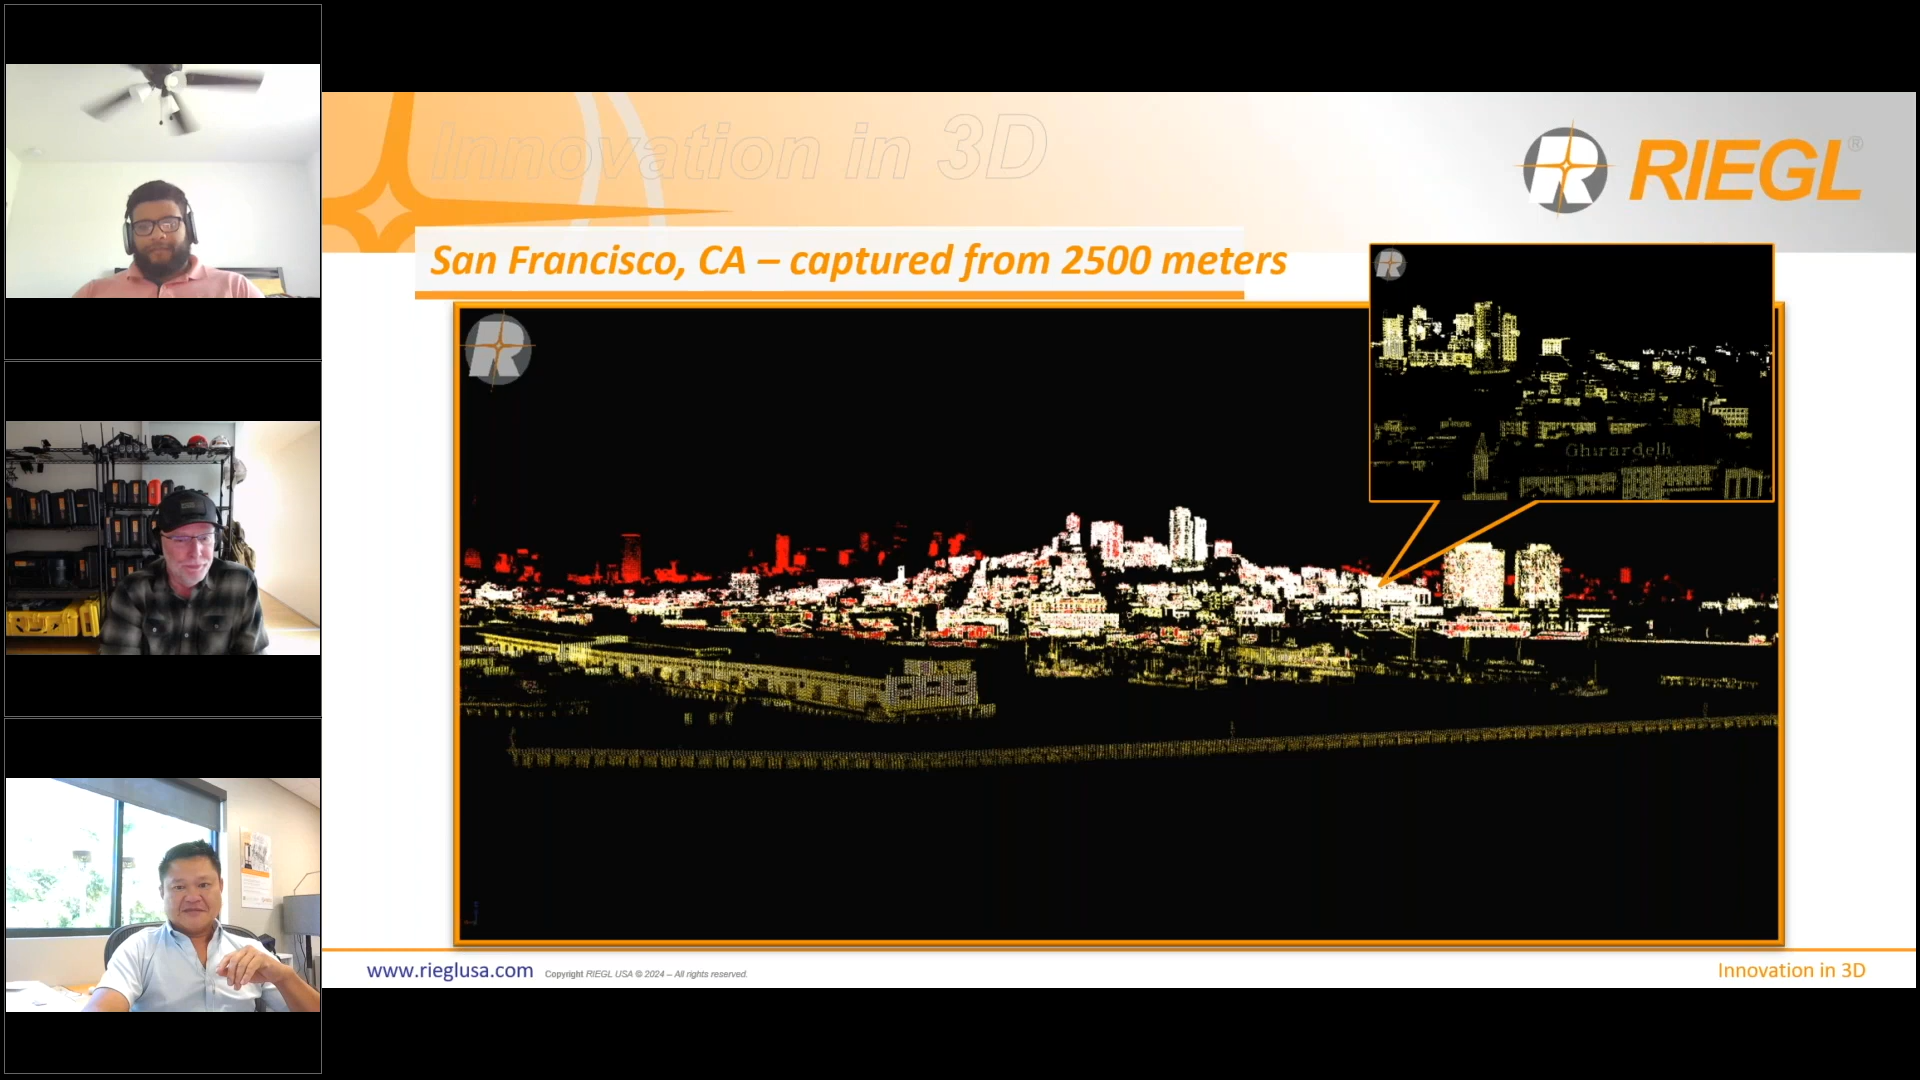 Innovation in 3D
RIEGL®
San Francisco, CA – captured from 2500 meters
R
R
Ghirardelli
www.rieglusa.com
Copyright RIEGL USA © 2024 – All rights reserved.
Innovation in 3D